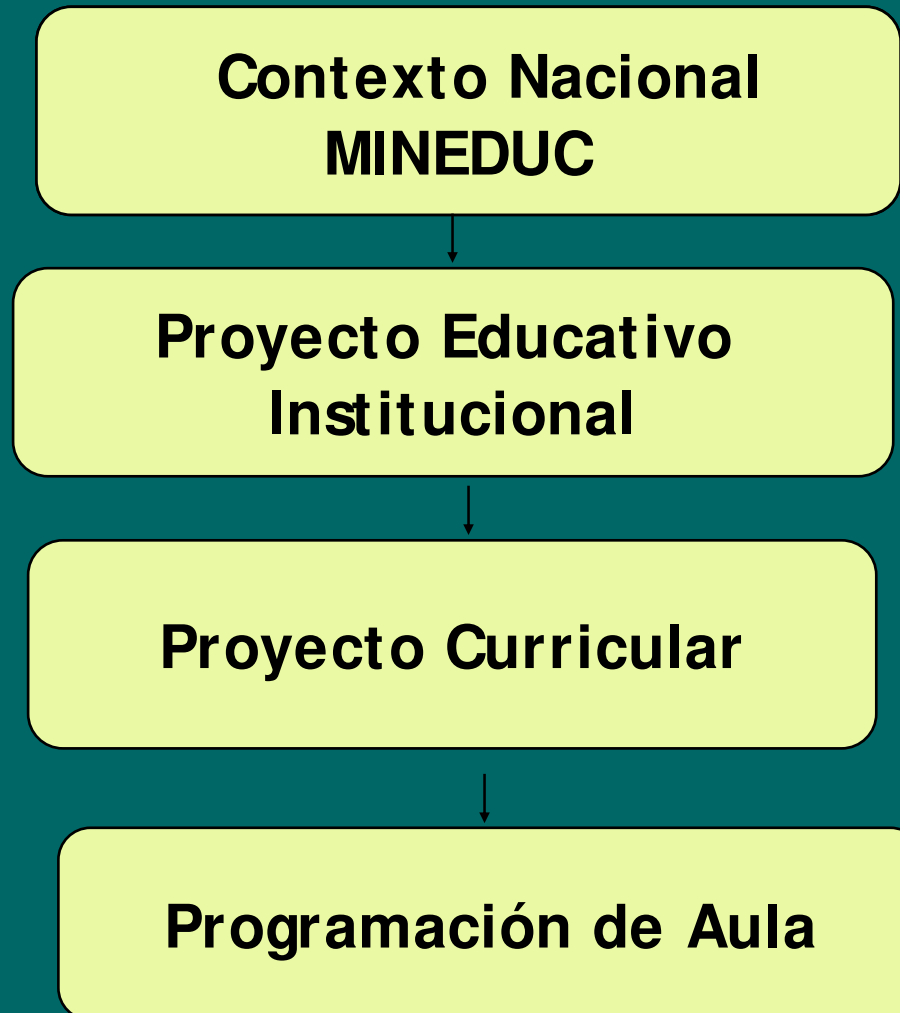 Contexto Nacional
MINEDUC
Proyecto Educativo
Institucional
Proyecto Curricular
Programación de Aula